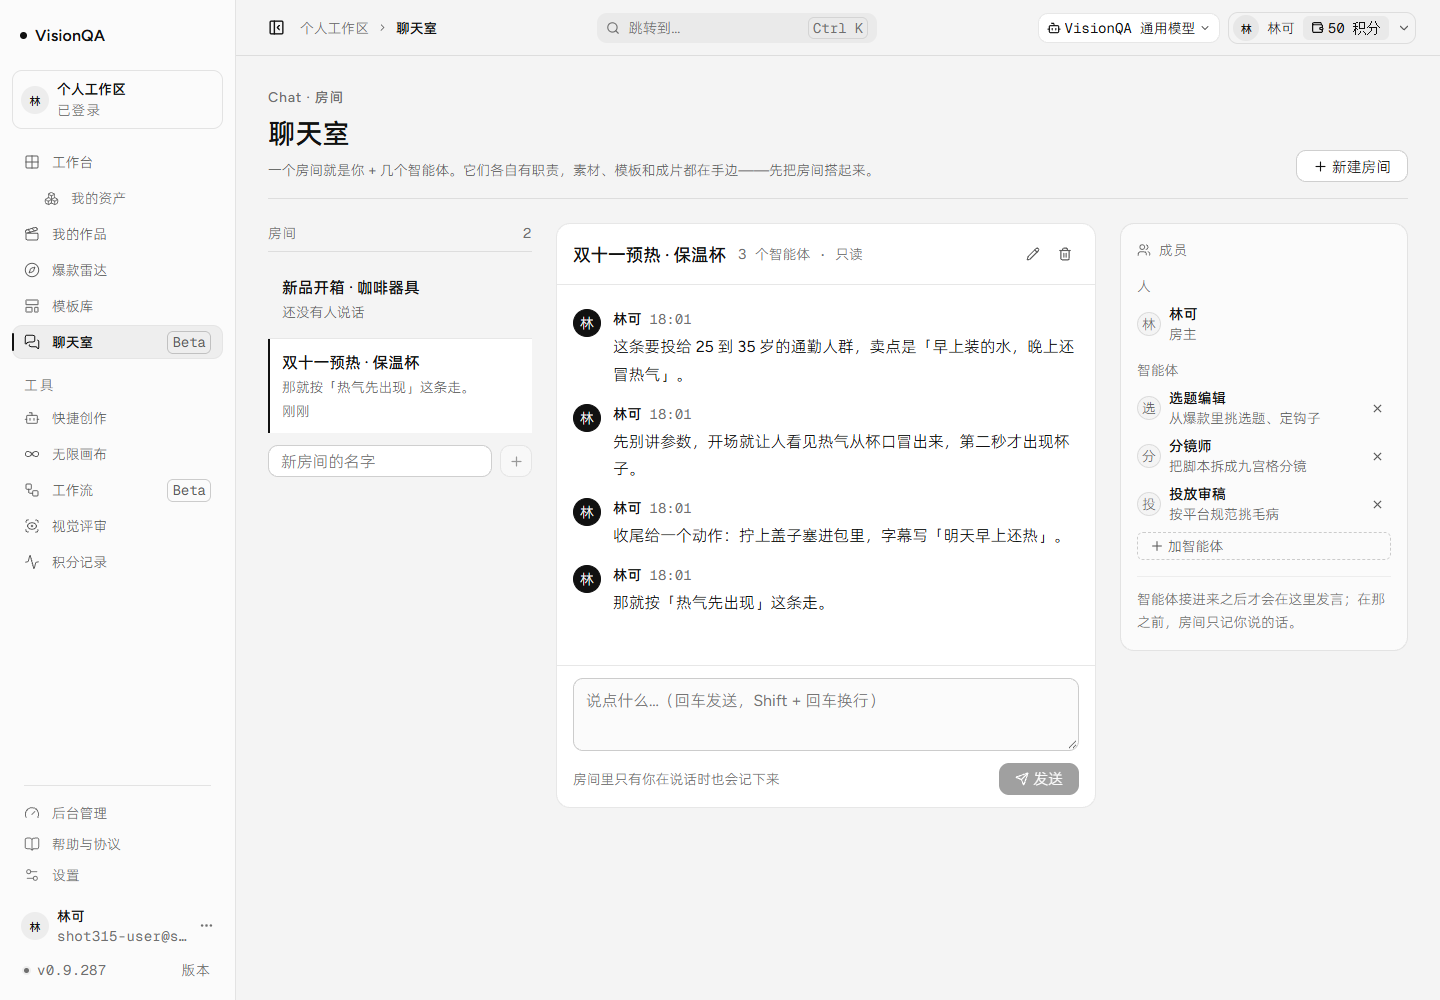 VisionQA
林
个人工作区
已登录
工作台
我的资产
我的作品
爆款雷达
模板库
聊天室
Beta
工具
快捷创作
无限画布
工作流
Beta
视觉评审
积分记录
后台管理
帮助与协议
设置
林
林可
shot315-user@s…
v0.9.287
版本
个人工作区 › 聊天室
跳转到…
Ctrl K
VisionQA 通用模型
林
林可
50 积分
Chat · 房间
聊天室
一个房间就是你 + 几个智能体。它们各自有职责，素材、模板和成片都在手边——先把房间搭起来。
新建房间
房间
2
新品开箱 · 咖啡器具
还没有人说话
双十一预热 · 保温杯
那就按「热气先出现」这条走。
刚刚
新房间的名字
双十一预热 · 保温杯
3 个智能体 · 只读
林
林可 18:01
这条要投给 25 到 35 岁的通勤人群，卖点是「早上装的水，晚上还
冒热气」。
林
林可 18:01
先别讲参数，开场就让人看见热气从杯口冒出来，第二秒才出现杯
子。
林
林可 18:01
收尾给一个动作：拧上盖子塞进包里，字幕写「明天早上还热」。
林
林可 18:01
那就按「热气先出现」这条走。
说点什么…（回车发送，Shift + 回车换行）
房间里只有你在说话时也会记下来
发送
成员
人
林
林可
房主
智能体
选
选题编辑
从爆款里挑选题、定钩子
分
分镜师
把脚本拆成九宫格分镜
投
投放审稿
按平台规范挑毛病
加智能体
智能体接进来之后才会在这里发言；在那
之前，房间只记你说的话。